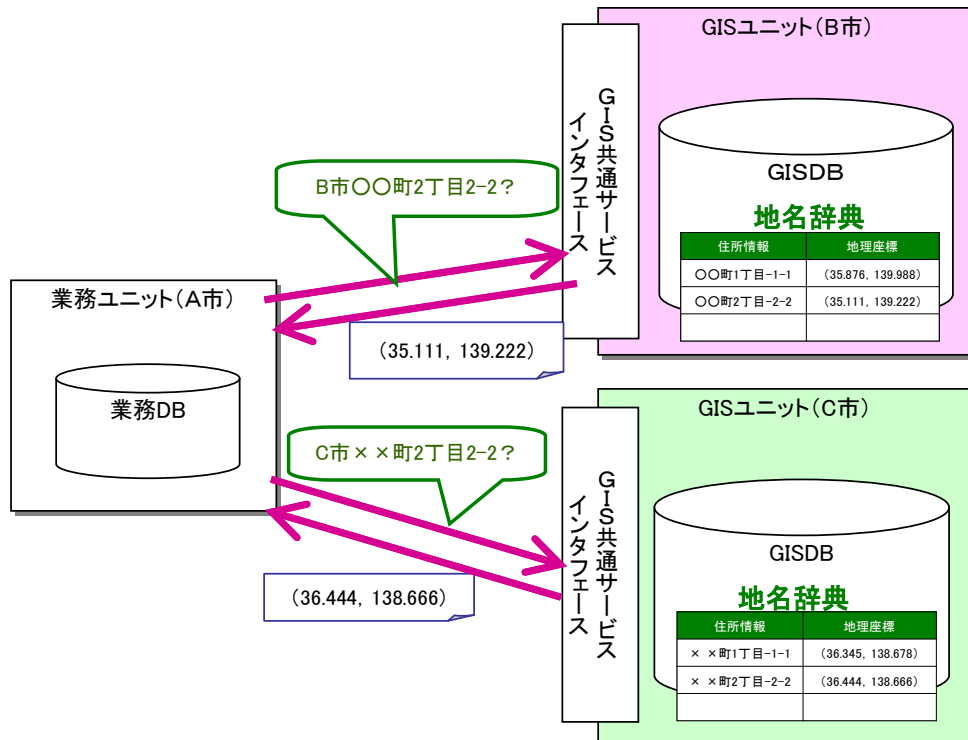 GISユニット(B市)
GIS共通サービス
インタフェース
GISDB
地名辞典
住所情報 地理座標
○○町1丁目-1-1 (35.876, 139.988)
○○町2丁目-2-2 (35.111, 139.222)
B市○○町2丁目2-2?
(35.111, 139.222)
業務ユニット(A市)
業務DB
C市××町2丁目2-2?
(36.444, 138.666)
GISユニット(C市)
GIS共通サービス
インタフェース
GISDB
地名辞典
住所情報 地理座標
××町1丁目-1-1 (36.345, 138.678)
××町2丁目-2-2 (36.444, 138.666)